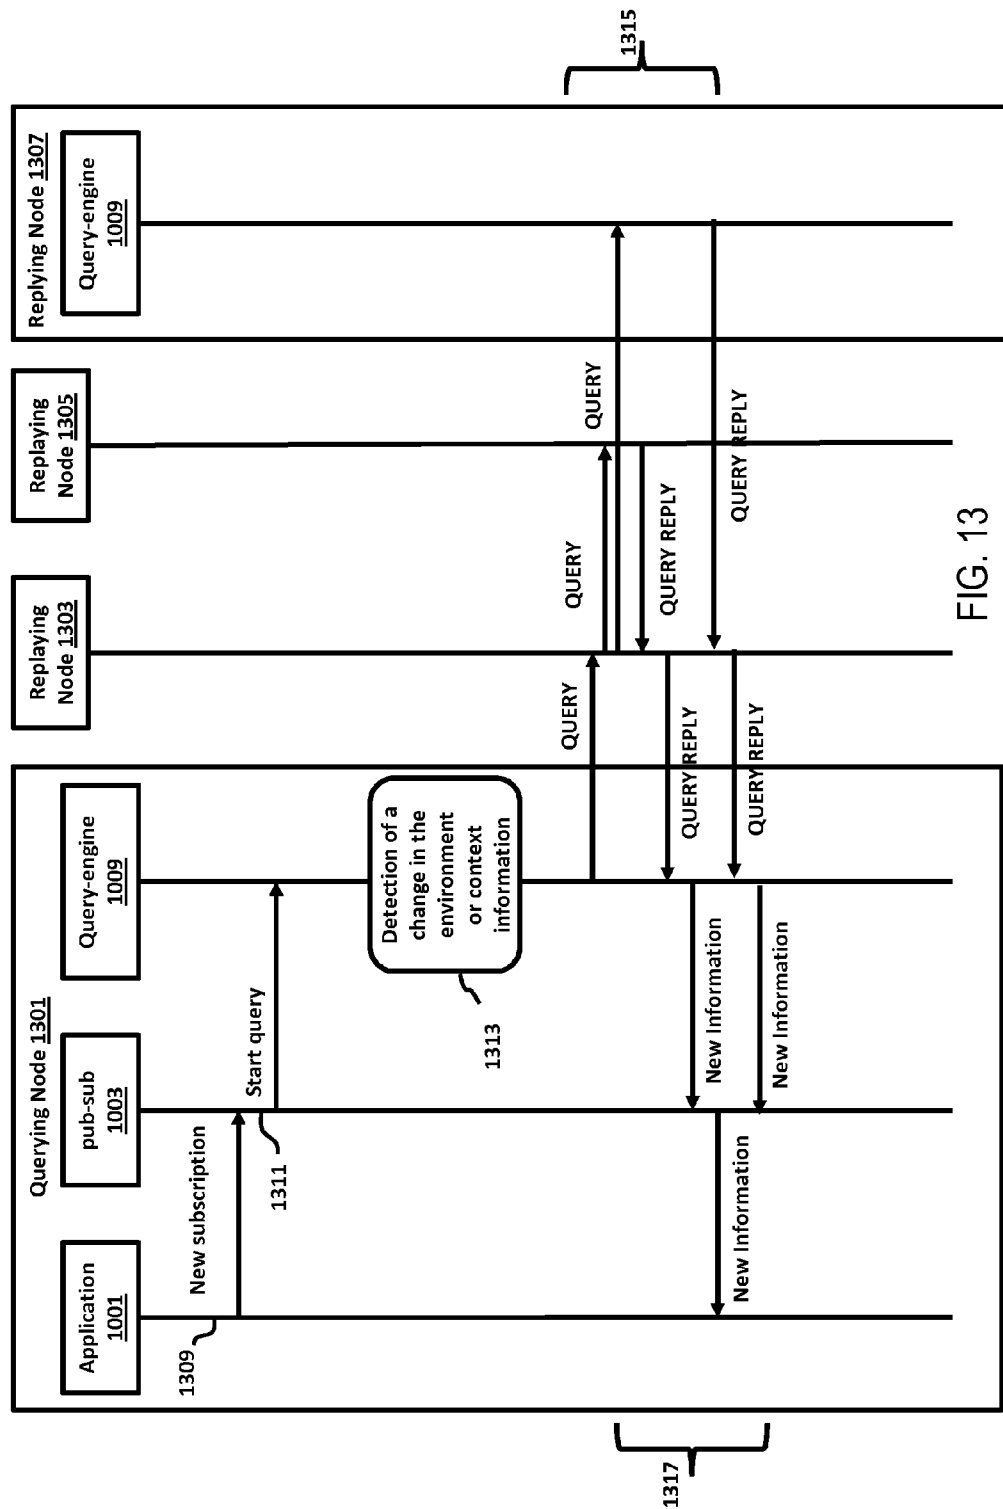 Querying Node 1301
Application
1001
pub-sub
1003
Query-engine
1009
Replaying
Node 1303
Replaying
Node 1305
Replying Node 1307
Query-engine
1009
1309
New subscription
1311
Start query
Detection of a
change in the
environment
or context
information
1313
QUERY
QUERY
QUERY
QUERY REPLY
QUERY REPLY
QUERY REPLY
QUERY REPLY
New Information
New Information
New Information
1315
1317
FIG. 13